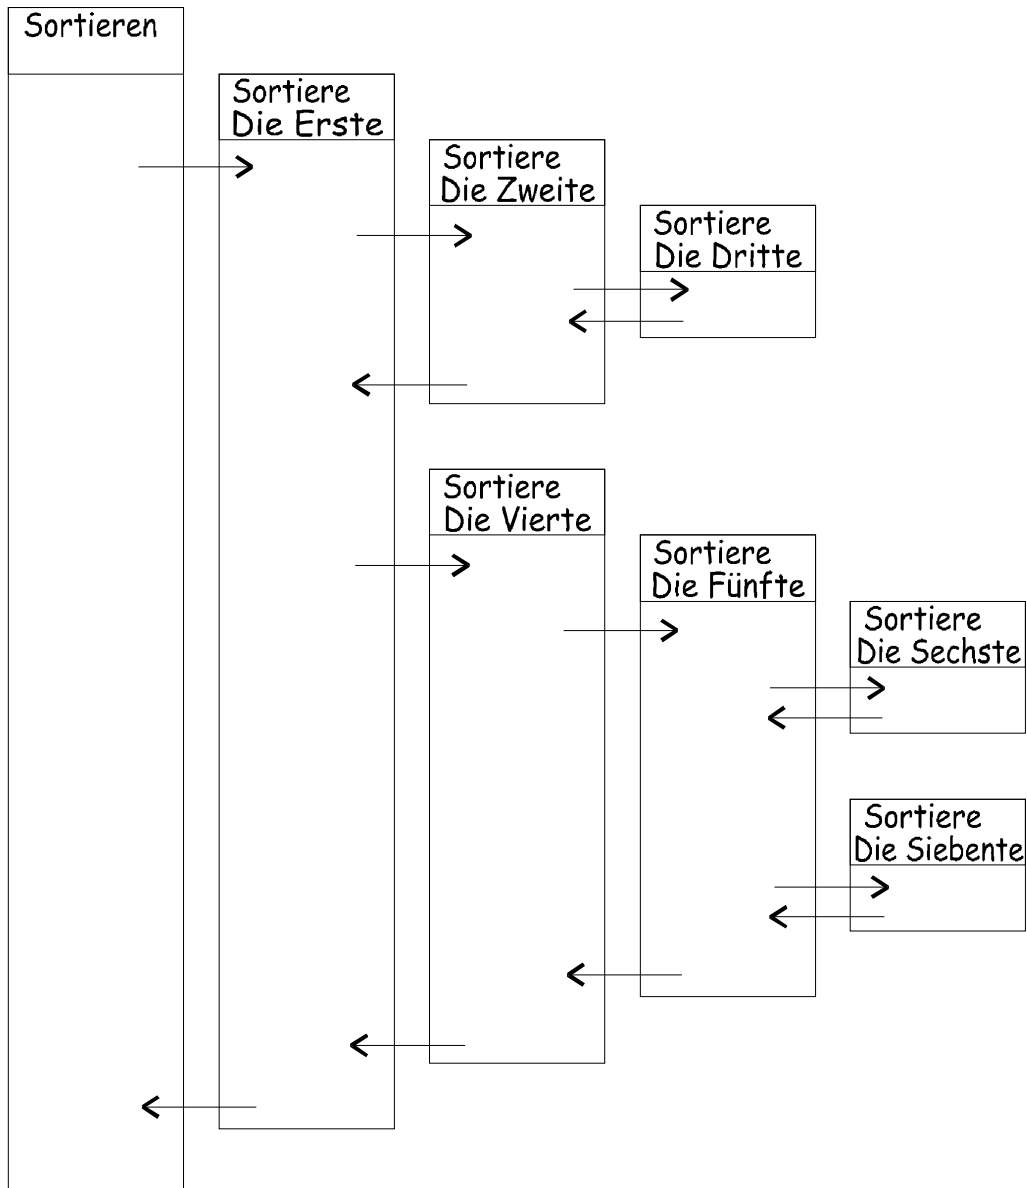 Sortieren
Sortiere
Die Erste
Sortiere
Die Zweite
Sortiere
Die Dritte
Sortiere
Die Vierte
Sortiere
Die Fünfte
Sortiere
Die Sechste
Sortiere
Die Siebente